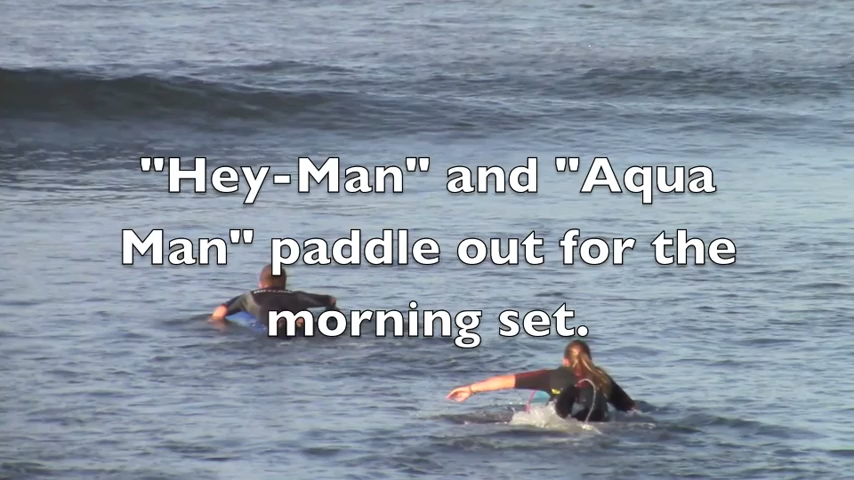 "Hey-Man" and "Aqua
Man" paddle out for the
morning set.